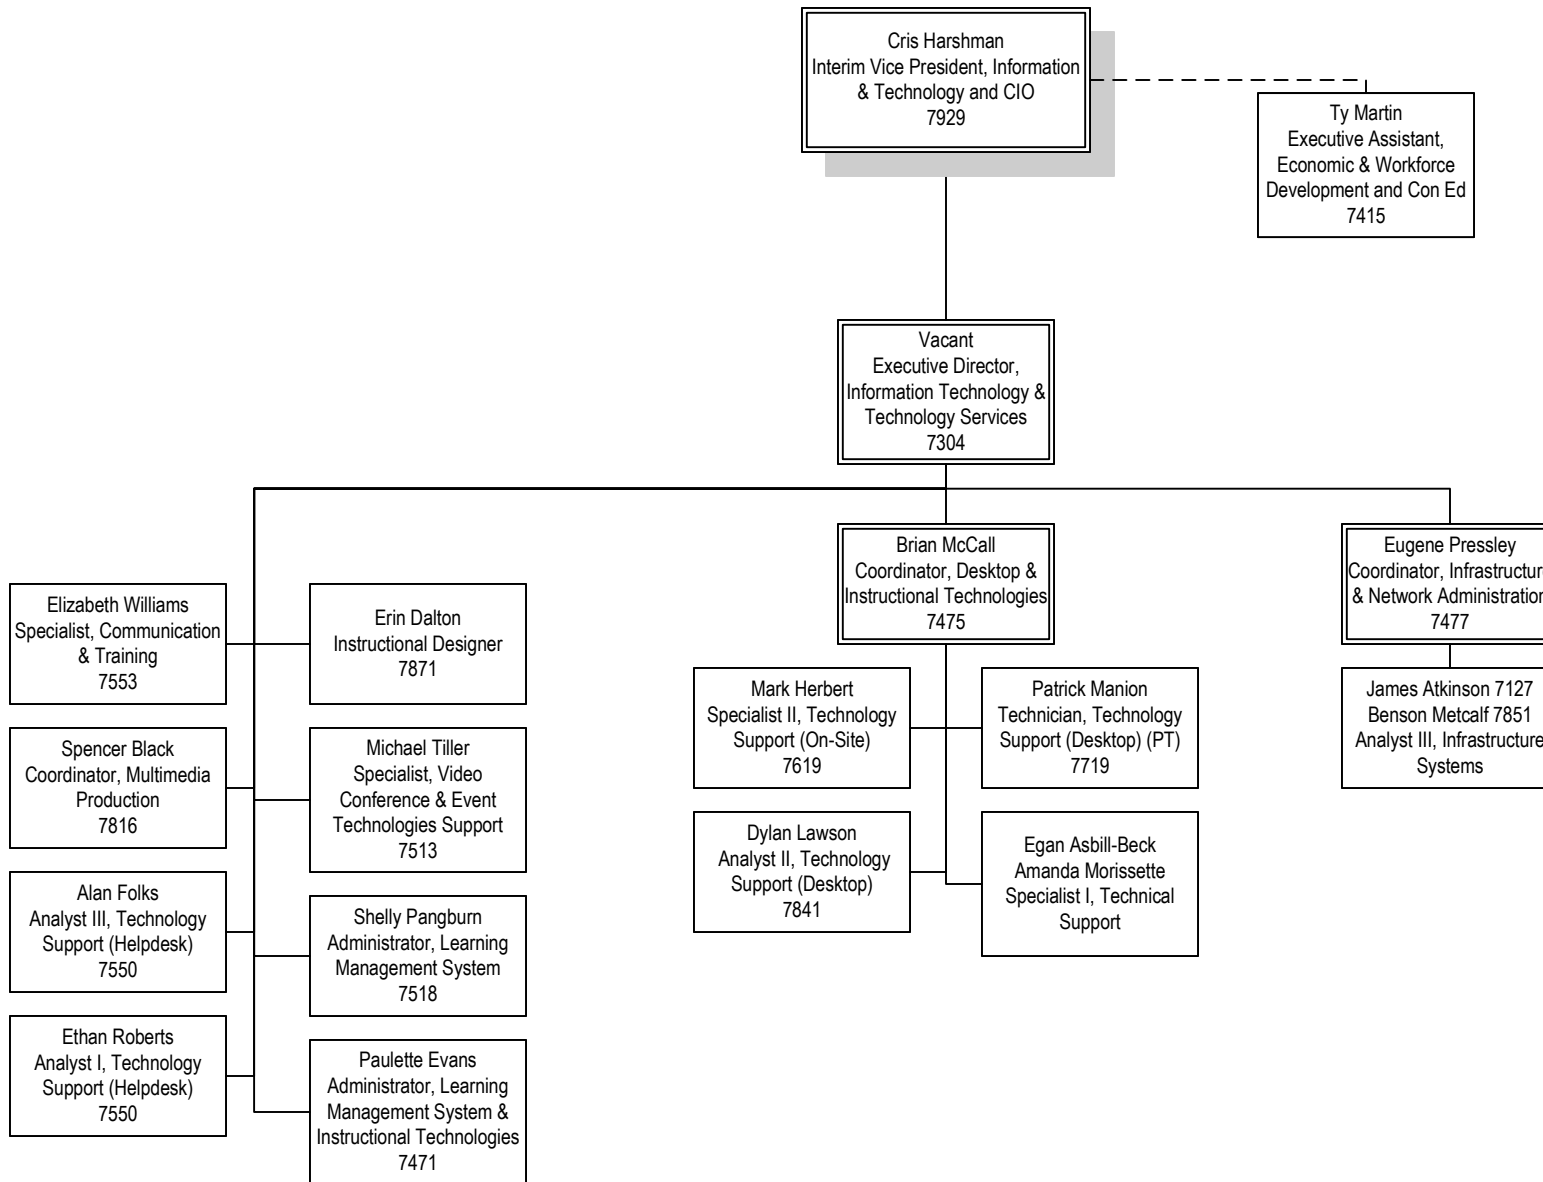 Cris Harshman
Interim Vice President, Information
& Technology and CIO
7929
Ty Martin
Executive Assistant,
Economic & Workforce
Development and Con Ed
7415
Vacant
Executive Director,
Information Technology &
Technology Services
7304
Brian McCall
Coordinator, Desktop &
Instructional Technologies
7475
Eugene Pressley
Coordinator, Infrastructure
& Network Administration
7477
Elizabeth Williams
Specialist, Communication
& Training
7553
Erin Dalton
Instructional Designer
7871
Mark Herbert
Specialist II, Technology
Support (On-Site)
7619
Patrick Manion
Technician, Technology
Support (Desktop) (PT)
7719
James Atkinson 7127
Benson Metcalf 7851
Analyst III, Infrastructure
Systems
Spencer Black
Coordinator, Multimedia
Production
7816
Michael Tiller
Specialist, Video
Conference & Event
Technologies Support
7513
Dylan Lawson
Analyst II, Technology
Support (Desktop)
7841
Egan Asbill-Beck
Amanda Morissette
Specialist I, Technical
Support
Alan Folks
Analyst III, Technology
Support (Helpdesk)
7550
Shelly Pangburn
Administrator, Learning
Management System
7518
Ethan Roberts
Analyst I, Technology
Support (Helpdesk)
7550
Paulette Evans
Administrator, Learning
Management System &
Instructional Technologies
7471